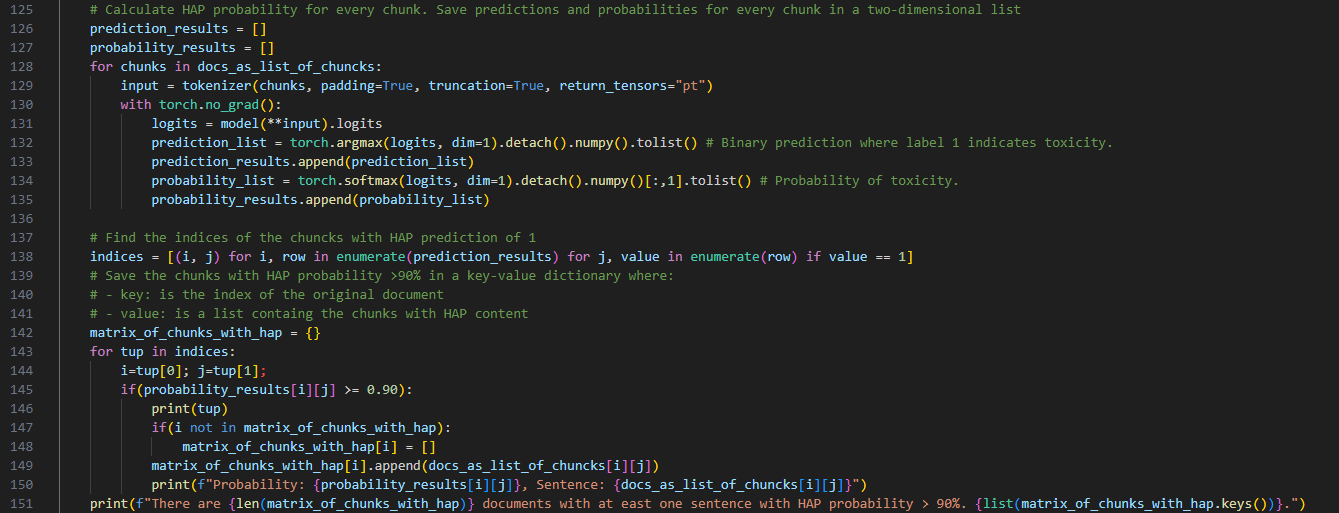 125 # Calculate HAP probability for every chunk. Save predictions and probabilities for every chunk in a two-dimensional list
126 prediction_results = []
127 probability_results = []
128 for chunks in docs_as_list_of_chuncks:
129 input = tokenizer(chunks, padding=True, truncation=True, return_tensors="pt")
130 with torch.no_grad():
131 logits = model(**input).logits
132 prediction_list = torch.argmax(logits, dim=1).detach().numpy().tolist() # Binary prediction where label 1 indicates toxicity.
133 prediction_results.append(prediction_list)
134 probability_list = torch.softmax(logits, dim=1).detach().numpy()[:,1].tolist() # Probability of toxicity.
135 probability_results.append(probability_list)
136
137 # Find the indices of the chuncks with HAP prediction of 1
138 indices = [(i, j) for i, row in enumerate(prediction_results) for j, value in enumerate(row) if value == 1]
139 # Save the chunks with HAP probability >90% in a key-value dictionary where:
140 # - key: is the index of the original document
141 # - value: is a list containg the chunks with HAP content
142 matrix_of_chunks_with_hap = {}
143 for tup in indices:
144 i=tup[0]; j=tup[1];
145 if(probability_results[i][j] >= 0.90):
146 print(tup)
147 if(i not in matrix_of_chunks_with_hap):
148 matrix_of_chunks_with_hap[i] = []
149 matrix_of_chunks_with_hap[i].append(docs_as_list_of_chuncks[i][j])
150 print(f"Probability: {probability_results[i][j]}, Sentence: {docs_as_list_of_chuncks[i][j]}")
151 print(f"There are {len(matrix_of_chunks_with_hap)} documents with at east one sentence with HAP probability > 90%. {list(matrix_of_chunks_with_hap.keys())}.")